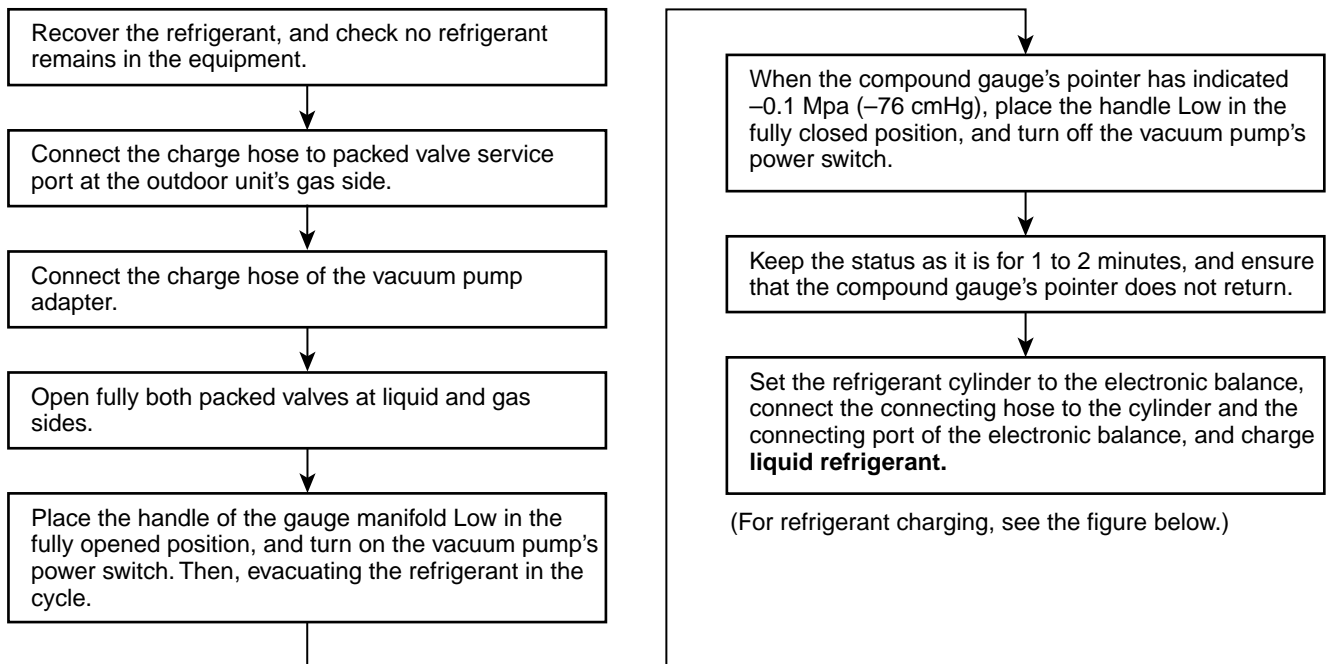 Recover the refrigerant, and check no refrigerant
remains in the equipment.
Connect the charge hose to packed valve service
port at the outdoor unit's gas side.
Connect the charge hose of the vacuum pump
adapter.
Open fully both packed valves at liquid and gas
sides.
Place the handle of the gauge manifold Low in the
fully opened position, and turn on the vacuum pump's
power switch. Then, evacuating the refrigerant in the
cycle.
When the compound gauge's pointer has indicated
–0.1 Mpa (–76 cmHg), place the handle Low in the
fully closed position, and turn off the vacuum pump's
power switch.
Keep the status as it is for 1 to 2 minutes, and ensure
that the compound gauge's pointer does not return.
Set the refrigerant cylinder to the electronic balance,
connect the connecting hose to the cylinder and the
connecting port of the electronic balance, and charge
liquid refrigerant.
(For refrigerant charging, see the figure below.)